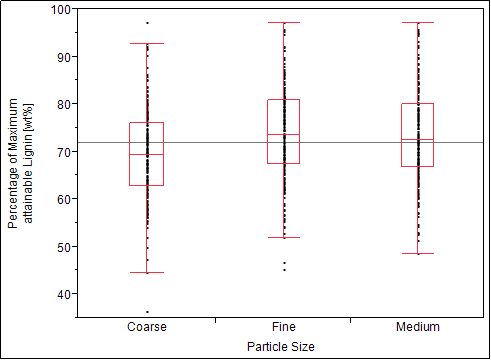 100
90
80
70
60
50
40
Percentage of Maximum
attainable Lignin [wt%]
Coarse Fine Medium
Particle Size